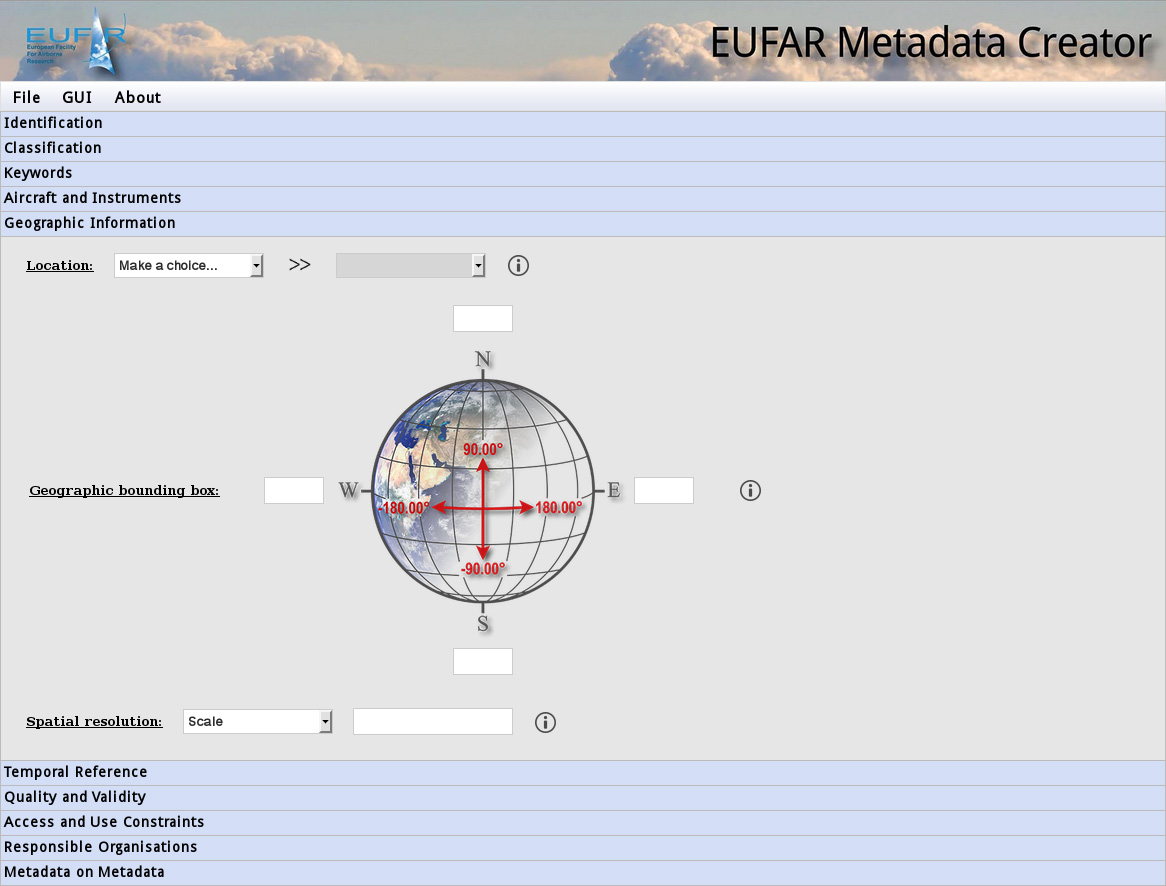 EUFAR
European Facility
For Airborne
Research
EUFAR Metadata Creator
File GUI About
Identification
Classification
Keywords
Aircraft and Instruments
Geographic Information
Location: Make a choice... >>
N
90.00°
Geographic bounding box: W E
-180.00° 180.00°
-90.00°
S
Spatial resolution: Scale
Temporal Reference
Quality and Validity
Access and Use Constraints
Responsible Organisations
Metadata on Metadata